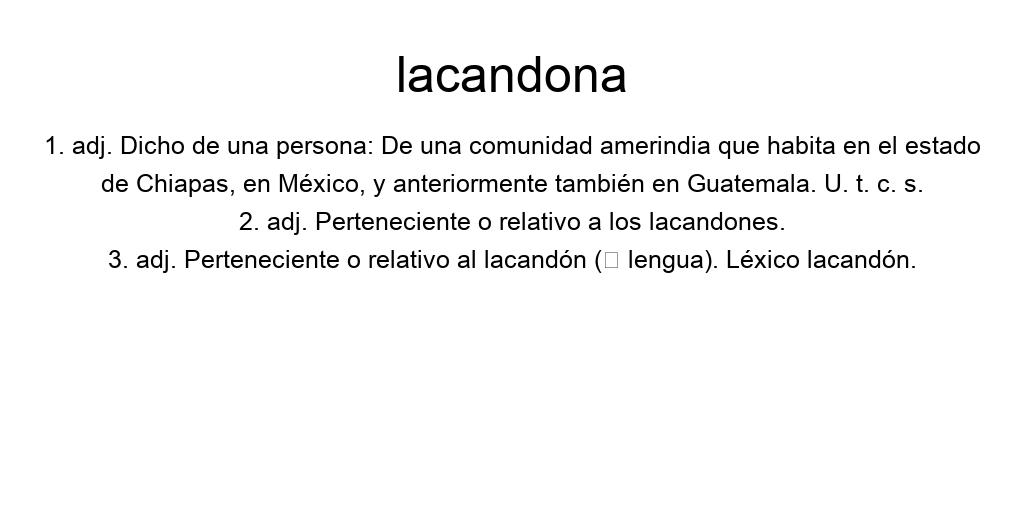 lacandona
1. adj. Dicho de una persona: De una comunidad amerindia que habita en el estado
de Chiapas, en México, y anteriormente también en Guatemala. U. t. c. s.
2. adj. Perteneciente o relativo a los lacandones.
3. adj. Perteneciente o relativo al lacandón (□ lengua). Léxico lacandón.